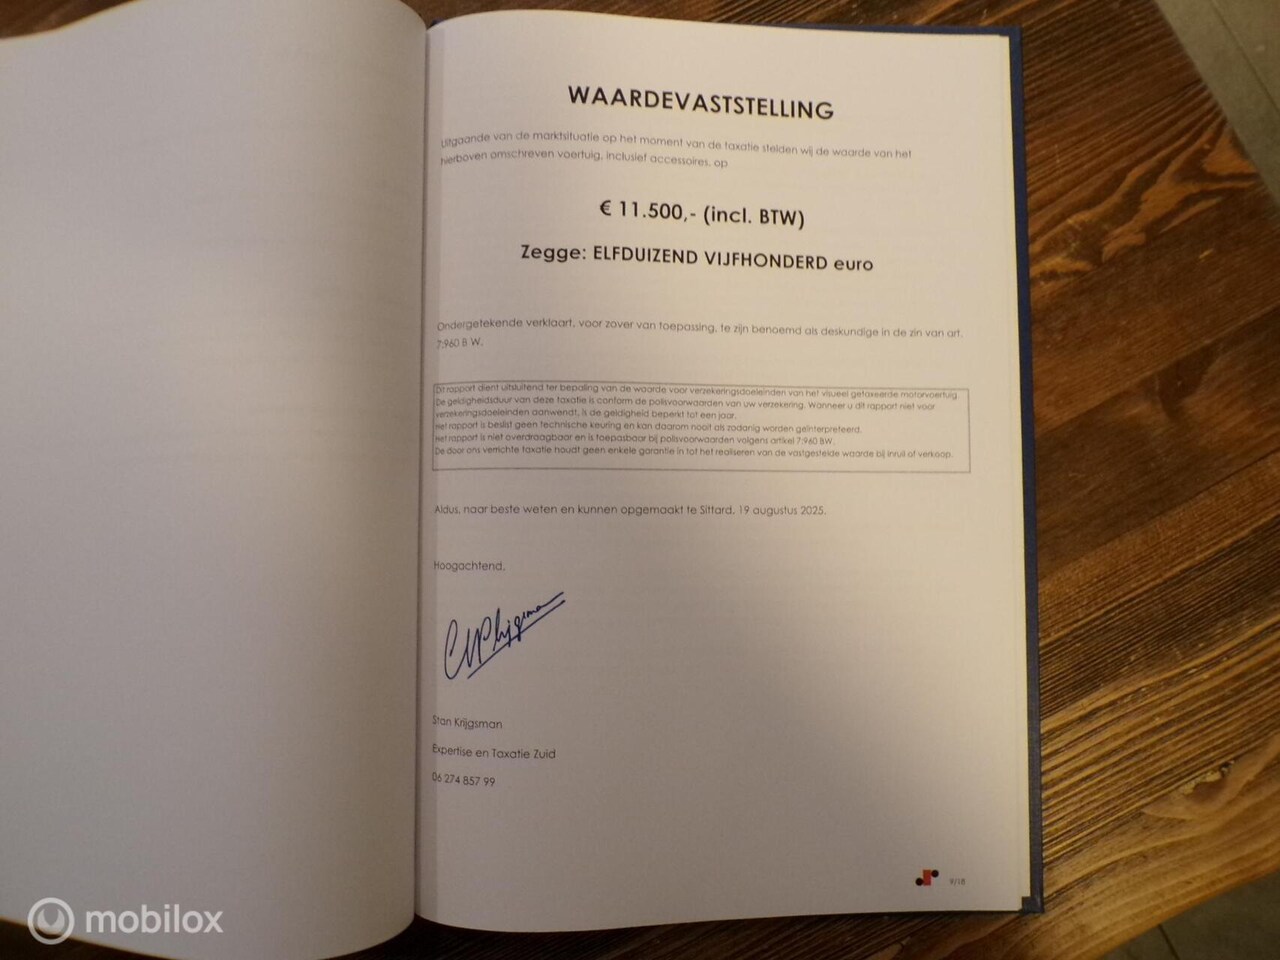 WAARDEVASTSTELLING
Uitgaande van de marktsituatie op het moment van de taxatie stelden wij de waarde van het
hierboven omschreven voertuig, inclusief accessoires, op
€ 11.500,- (incl. BTW)
Zegge: ELFDUIZEND VIJFHONDERD euro
Ondergetekende verklaart, voor zover van toepassing, te zijn benoemd als deskundige in de zin van art.
7:960 B.W.
Dit rapport dient uitsluitend ter bepaling van de waarde voor verzekeringsdoeleinden van het visueel getaxeerde motorvoertuig.
De geldigheidsduur van deze taxatie is conform de polisvoorwaarden van uw verzekering. Wanneer u dit rapport niet voor
verzekeringsdoeleinden aanwendt, is de geldigheid beperkt tot een jaar.
Het rapport is beslist geen technische keuring en kan daarom nooit als zodanig worden geïnterpreteerd.
Het rapport is niet overdraagbaar en is toepasbaar bij polisvoorwaarden volgens artikel 7:960 BW.
De door ons verrichte taxatie houdt geen enkele garantie in tot het realiseren van de vastgestelde waarde bij inruil of verkoop.
Aldus, naar beste weten en kunnen opgemaakt te Sittard, 19 augustus 2025.
Hoogachtend,
Stan Krijgsman
Expertise en Taxatie Zuid
06 274 857 99
9/18
mobilox